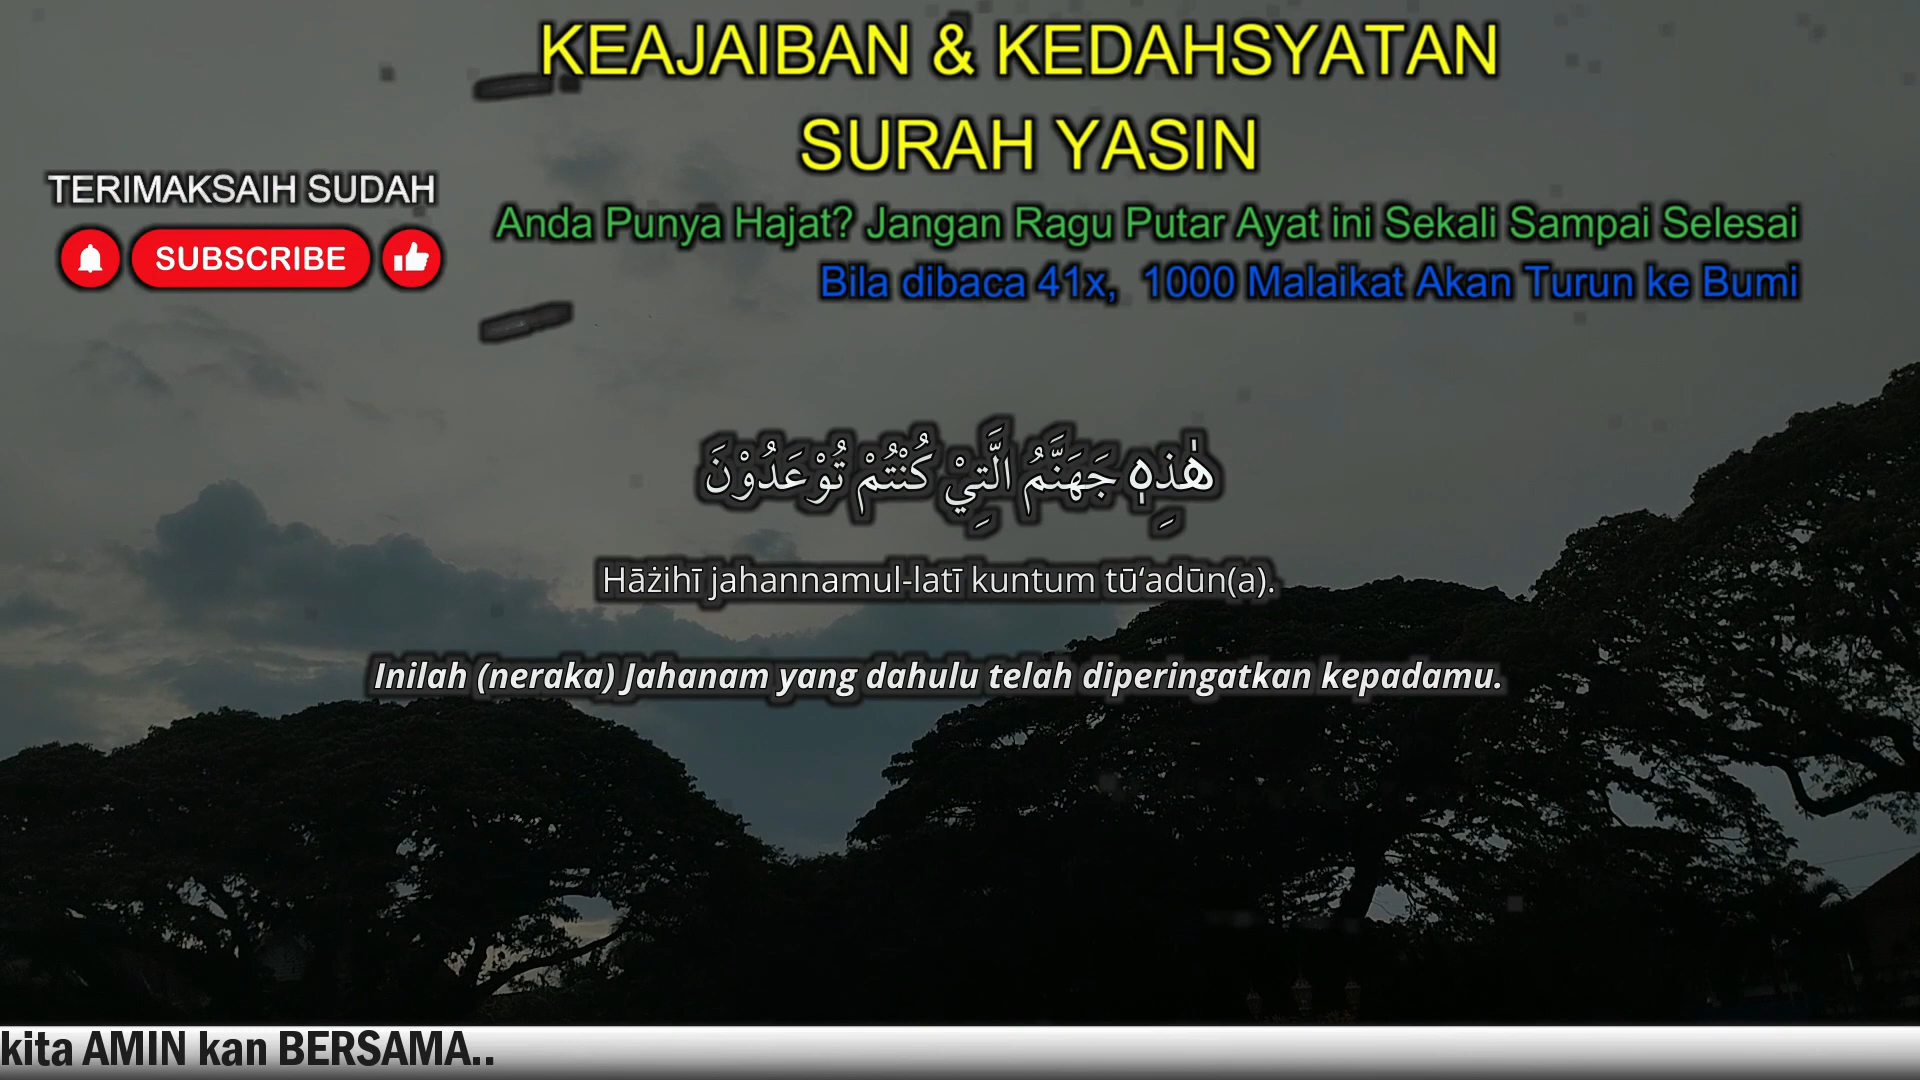 KEAJAIBAN & KEDAHSYATAN
SURAH YASIN
TERIMAKSAIH SUDAH
SUBSCRIBE
Anda Punya Hajat? Jangan Ragu Putar Ayat ini Sekali Sampai Selesai
Bila dibaca 41x, 1000 Malaikat Akan Turun ke Bumi
هٰذِهٖ جَهَنَّمُ الَّتِيْ كُنْتُمْ تُوْعَدُوْنَ
Hāżihī jahannamul-latī kuntum tū‘adūn(a).
Inilah (neraka) Jahanam yang dahulu telah diperingatkan kepadamu.
kita AMIN kan BERSAMA..